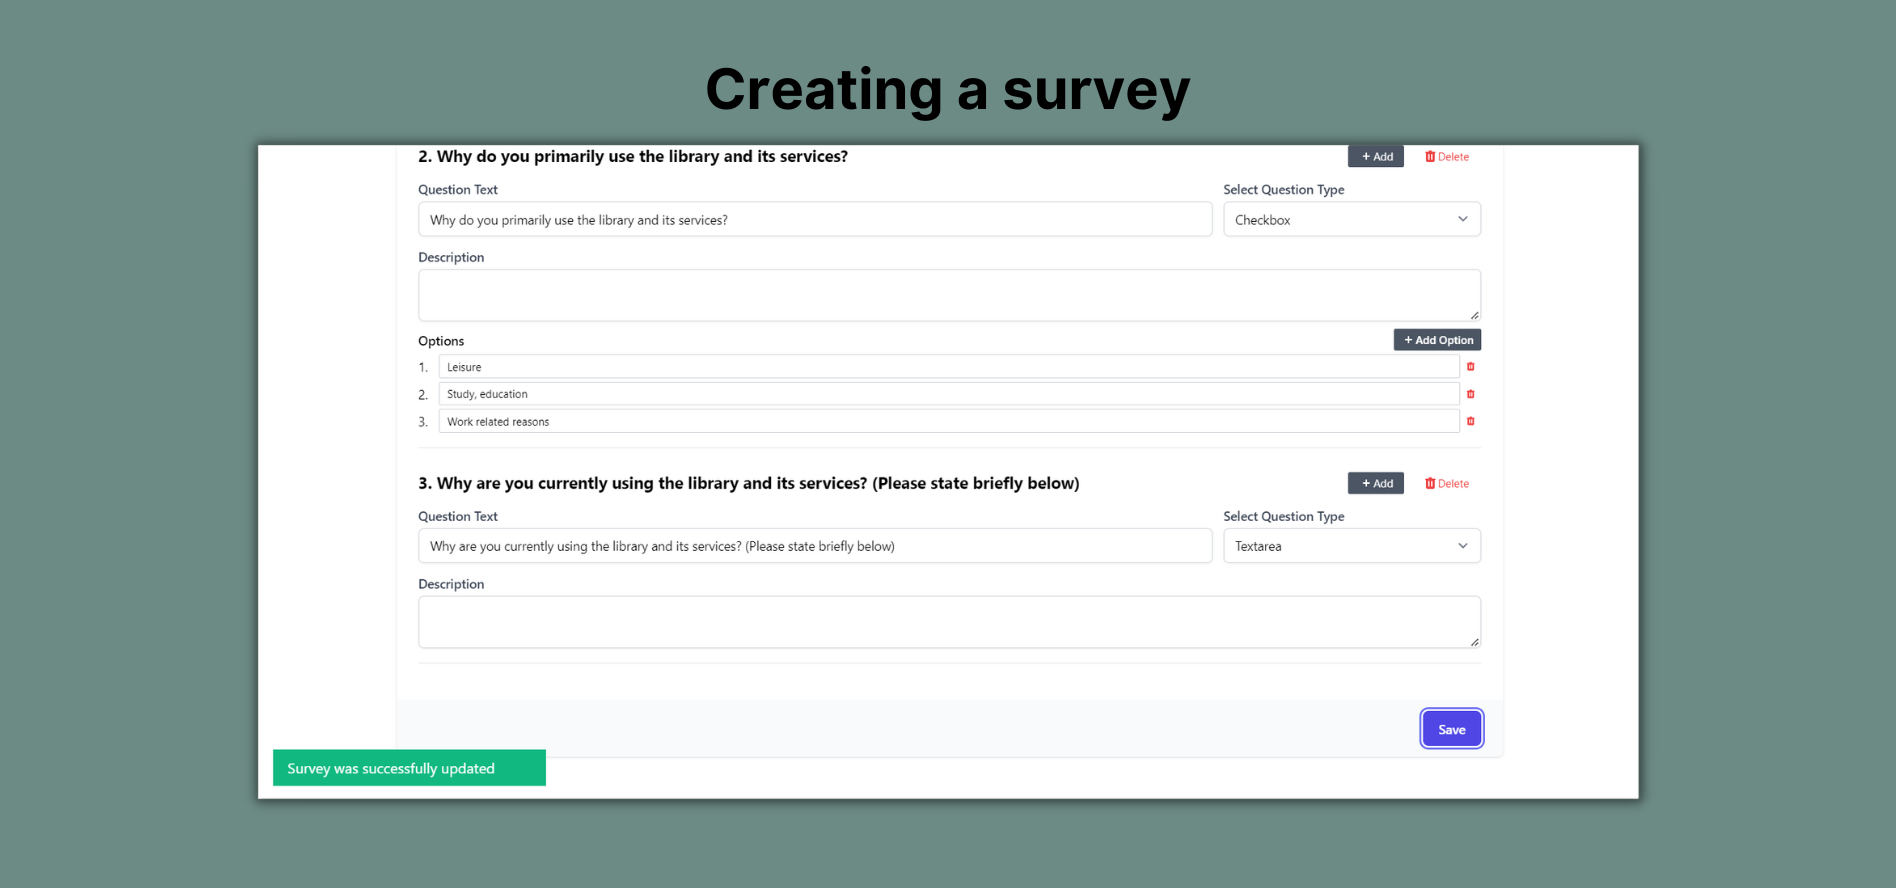 Creating a survey
2. Why do you primarily use the library and its services?
+ Add
Delete
Question Text
Select Question Type
Why do you primarily use the library and its services?
Checkbox
Description
Options
+ Add Option
1. Leisure
2. Study, education
3. Work related reasons
3. Why are you currently using the library and its services? (Please state briefly below)
+ Add
Delete
Question Text
Select Question Type
Why are you currently using the library and its services? (Please state briefly below)
Textarea
Description
Save
Survey was successfully updated